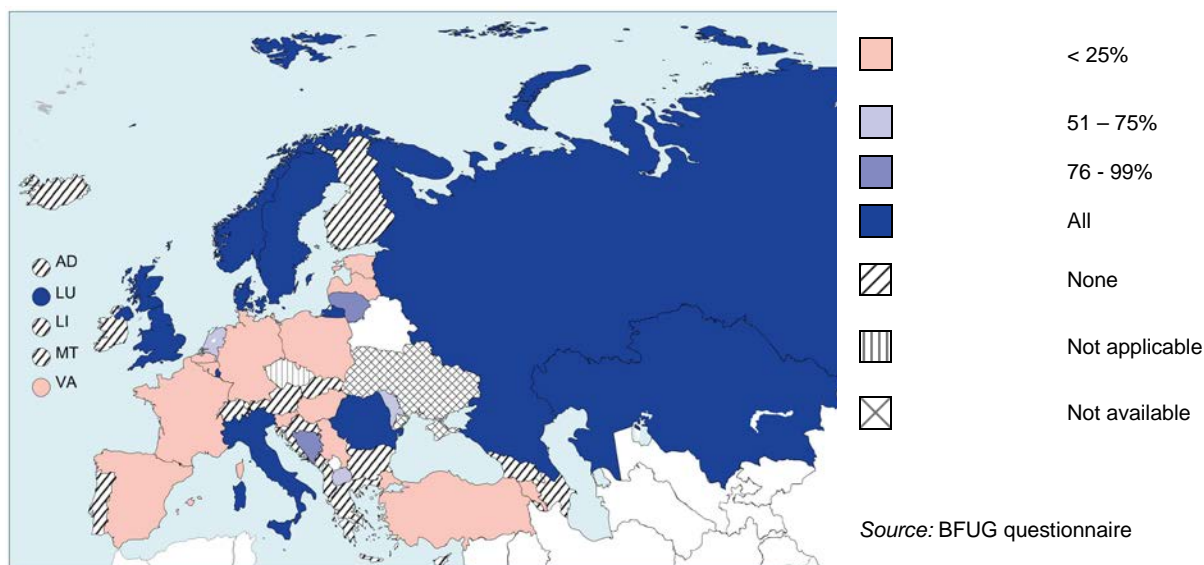 AD
LU
LI
MT
VA
< 25%
51 – 75%
76 - 99%
All
None
Not applicable
Not available
Source: BFUG questionnaire